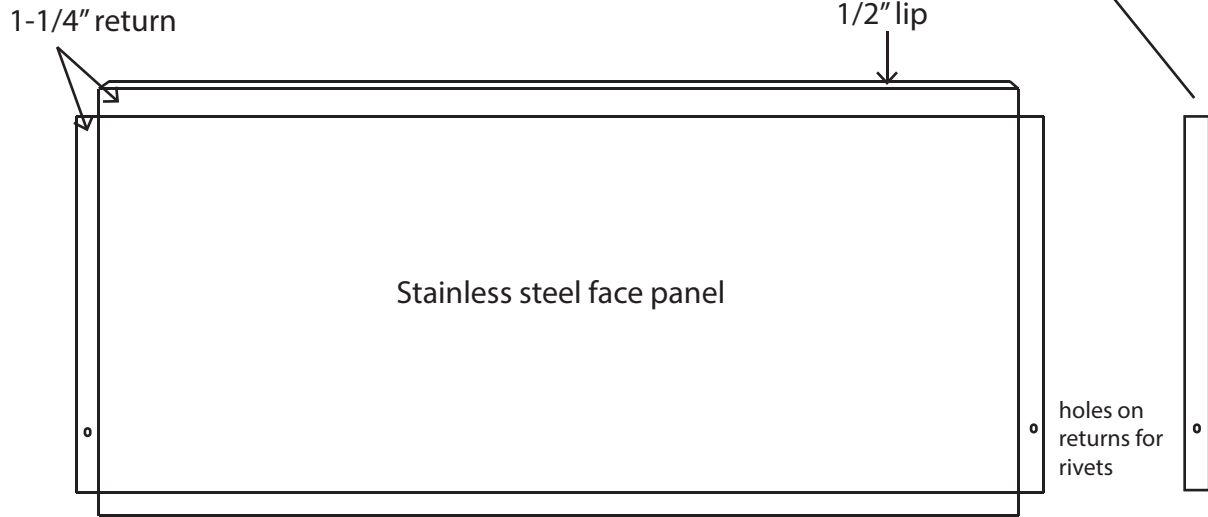 1-1/4” return
1/2” lip
Stainless steel face panel
holes on
returns for
rivets